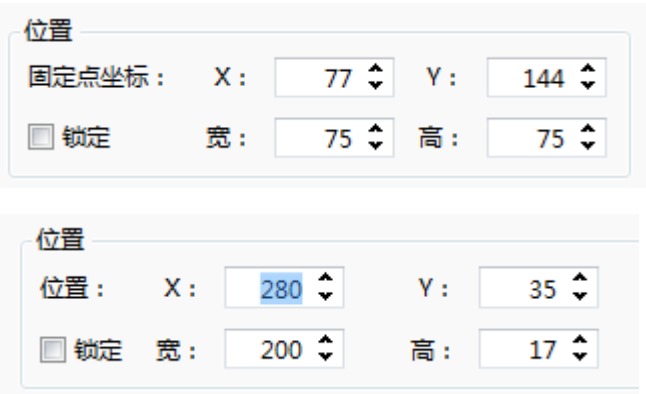 位置
固定点坐标： X： 77 Y： 144
锁定 宽： 75 高： 75
位置
位置： X： 280 Y： 35
锁定 宽： 200 高： 17